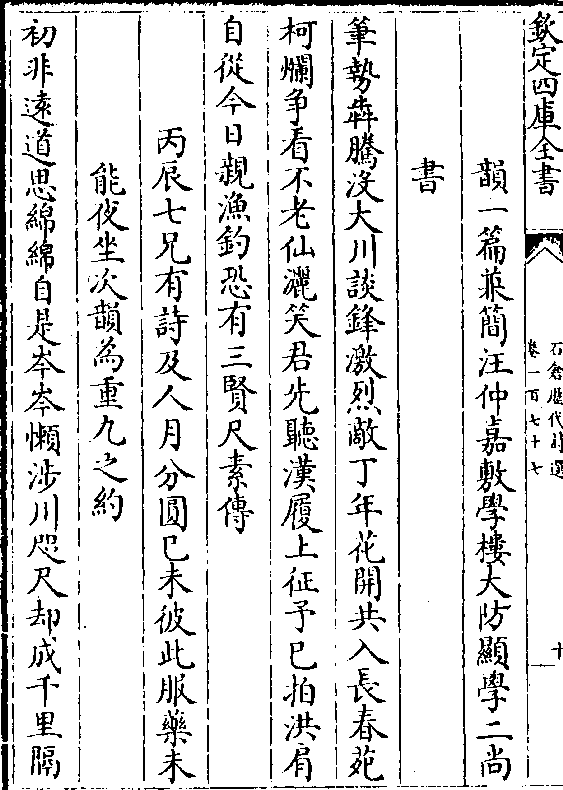 欽定四庫全書
石倉歷代詩選
卷一百七十七
十
韻一篇兼簡汪仲嘉敷學樓大防顯學二尚
書
筆勢犇騰沒大川談鋒激烈敵丁年花開共入長春苑
柯爛争看不老仙灑笑君先聽漢履上征予已拍洪肩
自從今日親漁釣恐有三賢尺素傳
丙辰七兄有詩及人月分圓已未彼此服藥未
能夜坐次韻為重九之約
初非遠道思綿綿自是岑岑懶涉川咫尺却成千里隔